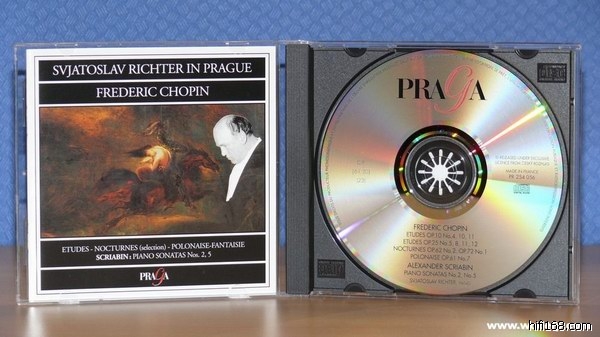 SVJATOSLAV RICHTER IN PRAGUE
FREDERIC CHOPIN
ETUDES - NOCTURNES (selection) - POLONAISE-FANTAISIE
SCRIABIN: PIANO SONATAS Nos. 2, 5
PRAGA
PRAGA
MADE IN FRANCE
FREDERIC CHOPIN
ETUDES OP.10 No.4, 10, 11
ETUDES OP.25 No.5, 8, 11, 12
NOCTURNES OP.62 No.2, OP.72 No.1
POLONAISE OP.61 No.7
ALEXANDER SCRIABIN
PIANO SONATAS No.2, No.5
SVJATOSLAV RICHTER
hifi168.com